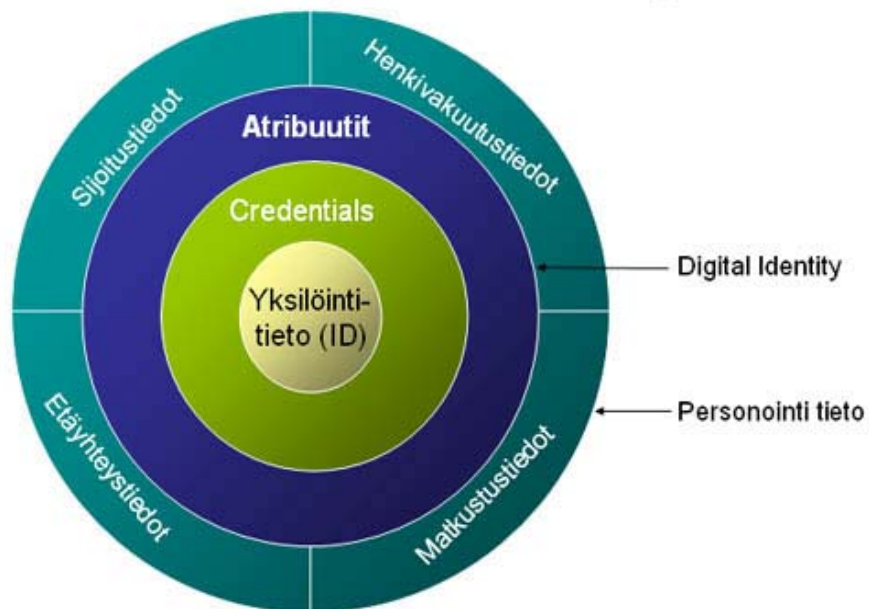 Sijoitustiedot
Henkivakuutustiedot
Atribuutit
Credentials
Yksilöinti-
tieto (ID)
Digital Identity
Personointi tieto
Etäyhteystiedot
Matkustustiedot